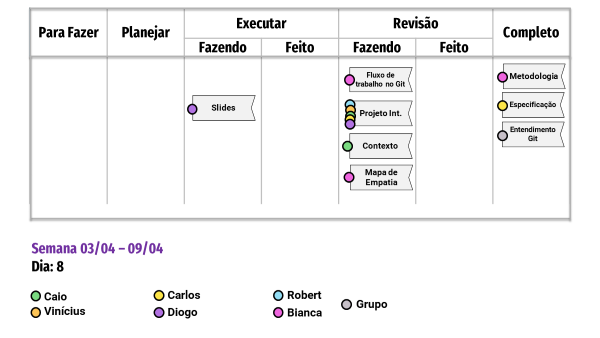 Para Fazer
Planejar
Executar
Revisão
Completo
Fazendo
Feito
Fazendo
Feito
Slides
Fluxo de
trabalho no Git
Projeto Int.
Contexto
Mapa de
Empatia
Metodologia
Especificação
Entendimento
Git
Semana 03/04 – 09/04
Dia: 8
Caio
Carlos
Robert
Grupo
Vinícius
Diogo
Bianca